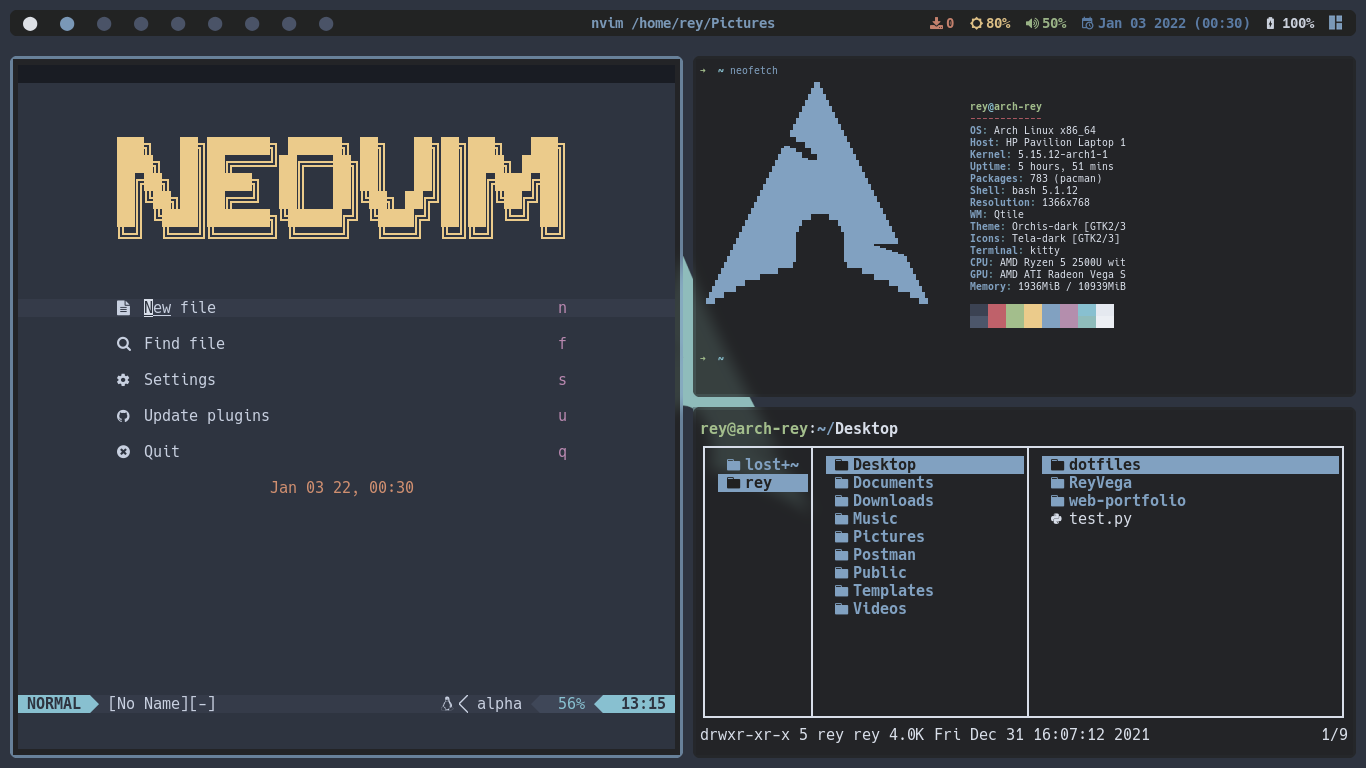 nvim /home/rey/Pictures
0 80% 50% Jan 03 2022 (00:30) 100%
NEOVIM
New file n
Find file f
Settings s
Update plugins u
Quit q
Jan 03 22, 00:30
NORMAL [No Name][-] alpha 56% 13:15
→ ~ neofetch
rey@arch-rey
------------
OS: Arch Linux x86_64
Host: HP Pavilion Laptop 1
Kernel: 5.15.12-arch1-1
Uptime: 5 hours, 51 mins
Packages: 783 (pacman)
Shell: bash 5.1.12
Resolution: 1366x768
WM: Qtile
Theme: Orchis-dark [GTK2/3
Icons: Tela-dark [GTK2/3]
Terminal: kitty
CPU: AMD Ryzen 5 2500U wit
GPU: AMD ATI Radeon Vega S
Memory: 1936MiB / 10939MiB
→ ~
rey@arch-rey:~/Desktop
lost+~ Desktop dotfiles
rey Documents ReyVega
Downloads web-portfolio
Music test.py
Pictures
Postman
Public
Templates
Videos
drwxr-xr-x 5 rey rey 4.0K Fri Dec 31 16:07:12 2021 1/9